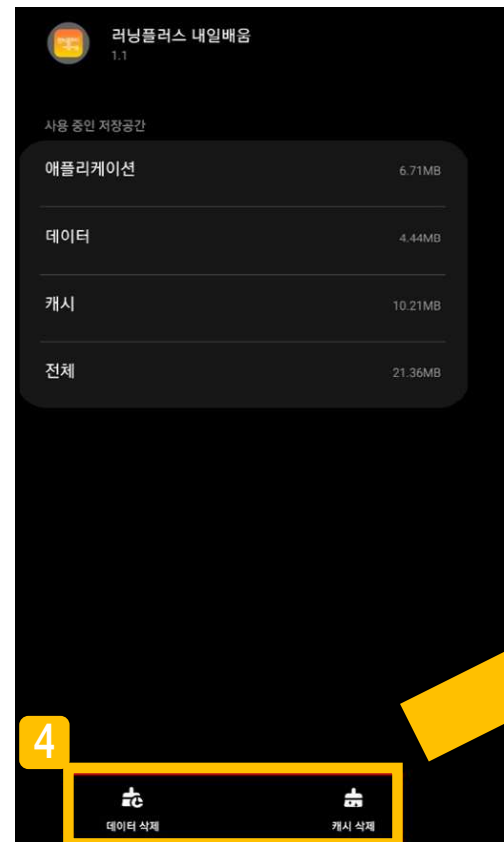 러닝플러스 내일배움
1.1
사용 중인 저장공간
애플리케이션 6.71MB
데이터 4.44MB
캐시 10.21MB
전체 21.36MB
4
데이터 삭제 캐시 삭제